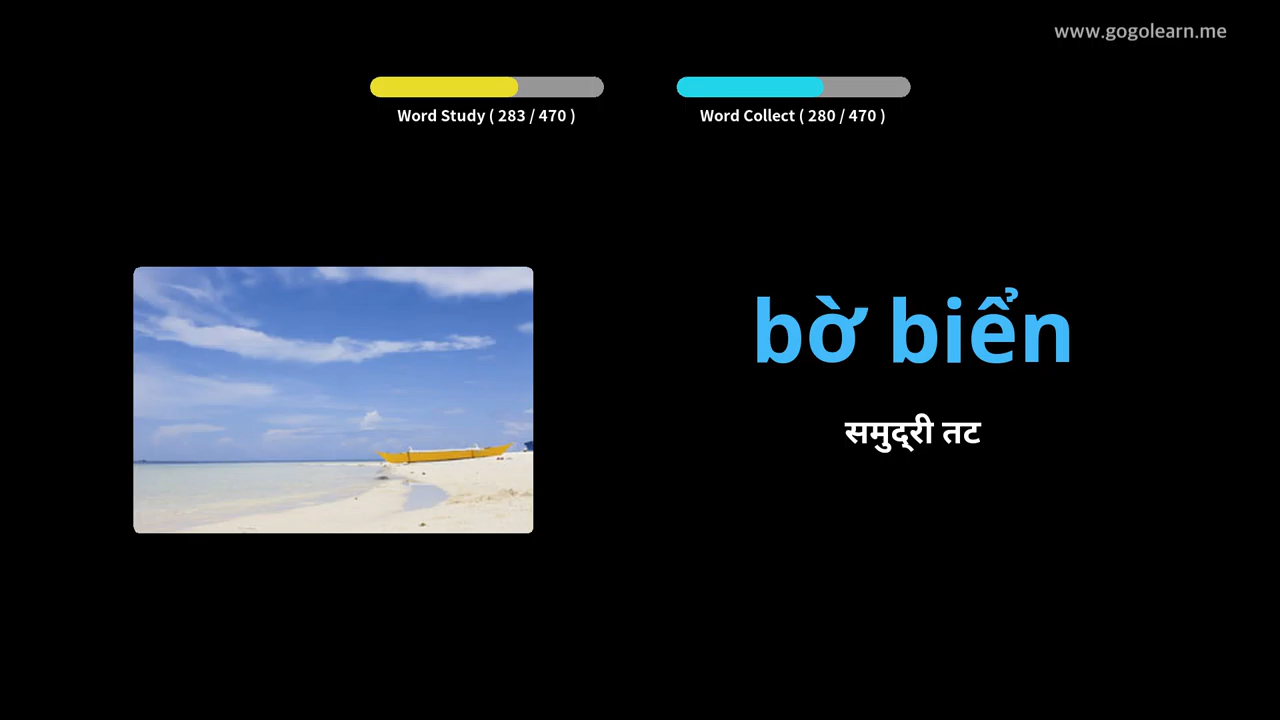 www.gogolearn.me
Word Study ( 283 / 470 )
Word Collect ( 280 / 470 )
bờ biển
समुद्री तट